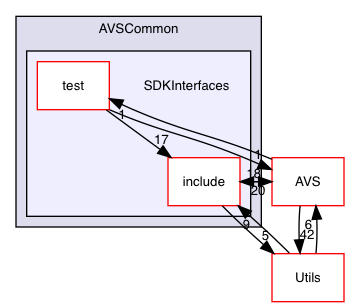 AVSCommon
test
SDKInterfaces
1
17
1
include
18
20
AVS
9
5
6
42
Utils